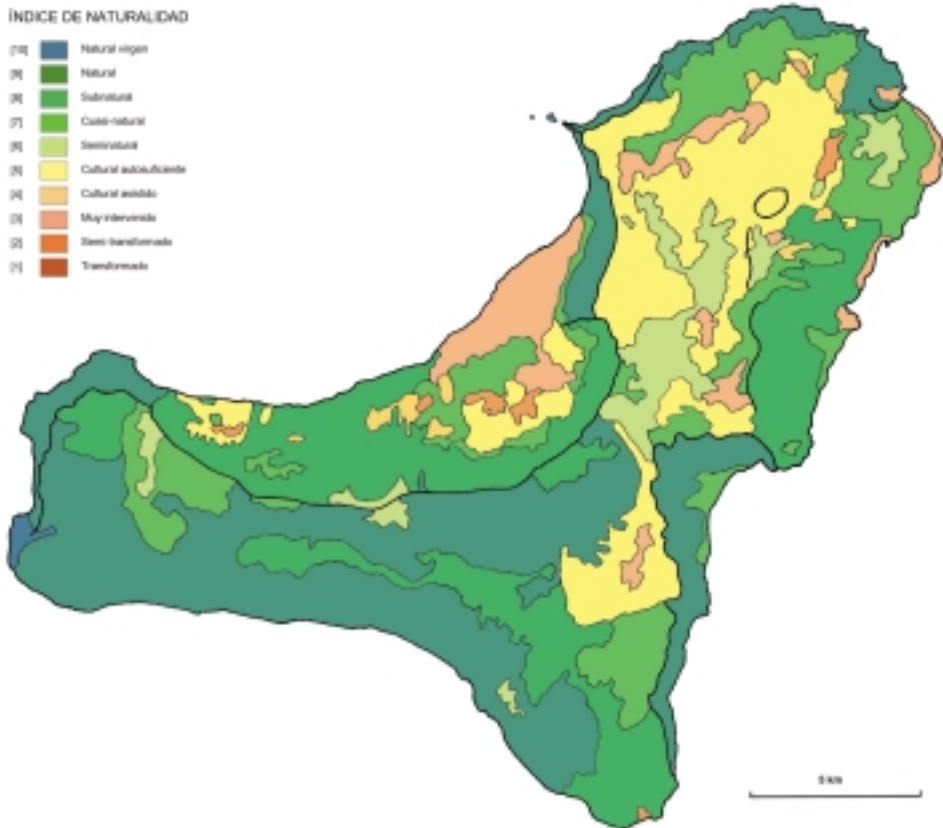 ÍNDICE DE NATURALIDAD
[10] Natural virgen
[9] Natural
[8] Subnatural
[7] Cuasi-natural
[6] Seminatural
[5] Cultural autosuficiente
[4] Cultural asistido
[3] Muy intervenido
[2] Semi-transformado
[1] Transformado
5 km